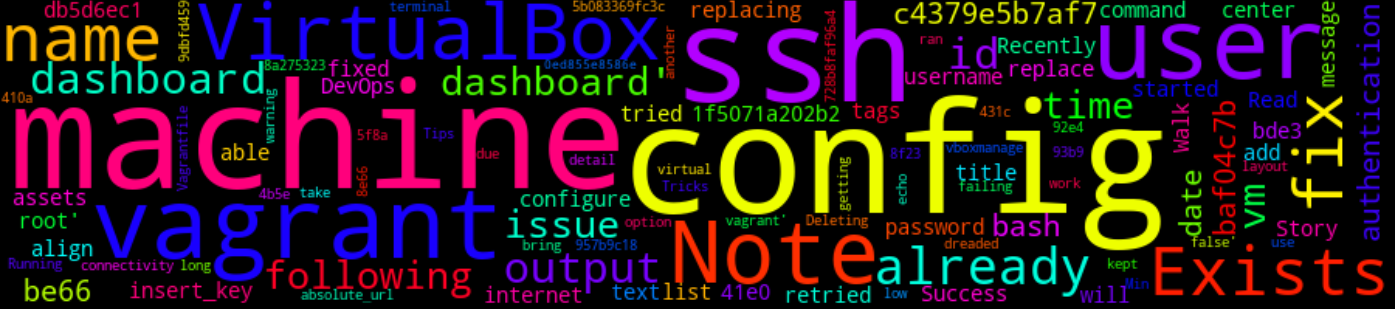 db5d6ec1
9dbfd459
VirtualBox
terminal
5b083369fc3c
replacing
c4379e5b7af7
command
center
message
authentication
name
ssh
ran
id
Recently
user
another
728b8faf96a4
dashboard
8a275323
fixed
DevOps
dashboard'
0ed855e8586e
username
replace
started
Read
410a
machine
Vagrantfile
warning
able
5f8a
8e66
Tips
due
detail
tried
1f5071a202b2
tags
config
431c
time
92e4
Walk
baf04c7b
bde3
add
layout
fix
virtual
Tricks
getting
8f23
echo
vboxmanage
title
failing
93b9
work
assets
4b5e
take
configure
root'
vagrant
issue
option
vagrant'
Deleting
password
bash
date
vm
Story
align
bring
957b9c18
Note
dreaded
false'
use
Running
connectivity
long
following
output
already
kept
Exists
be66
insert_key
absolute_url
internet
text
list
41e0
retried
low
Success
will
Min